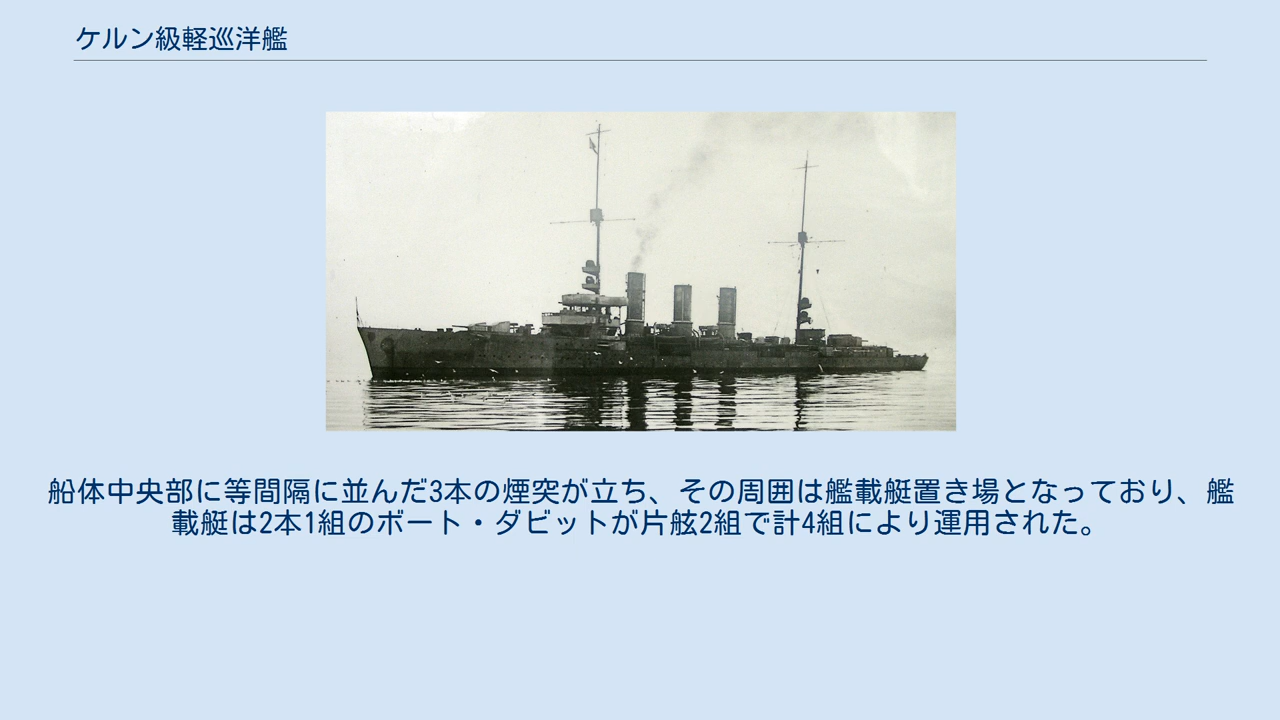 ケルン級軽巡洋艦
船体中央部に等間隔に並んだ3本の煙突が立ち、その周囲は艦載艇置き場となっており、艦
載艇は2本1組のボート・ダビットが片舷2組で計4組により運用された。